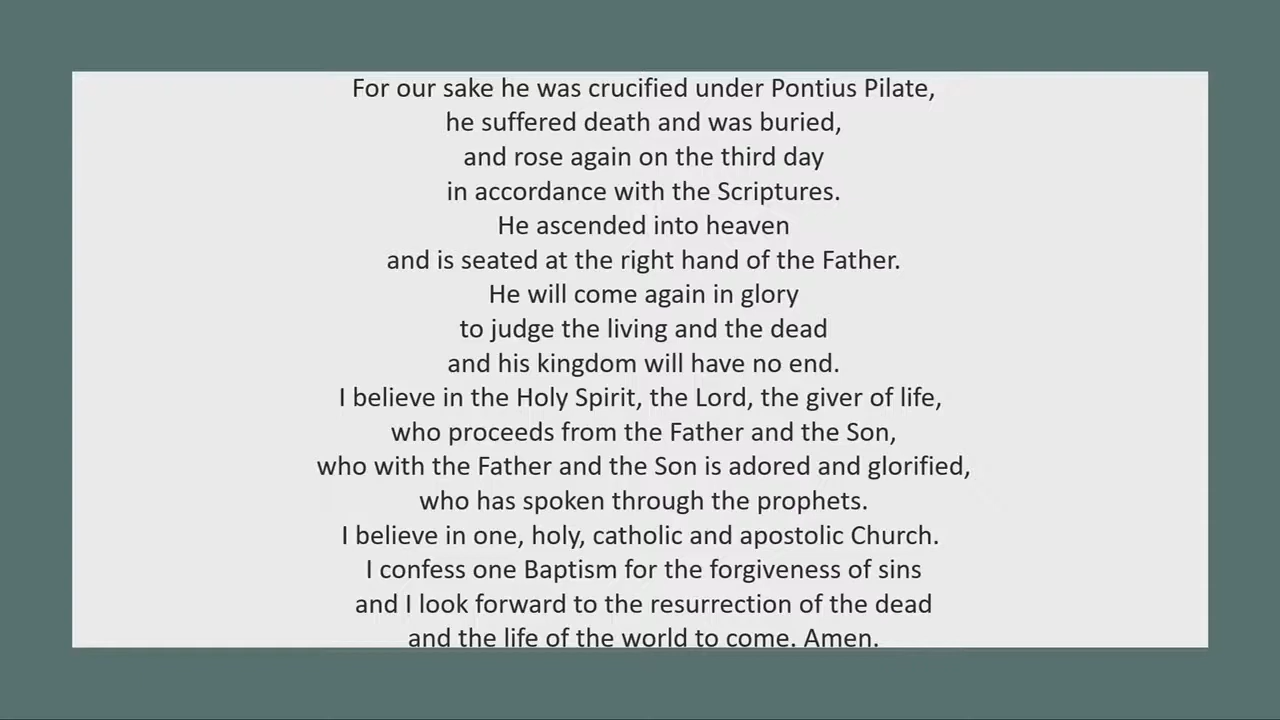 For our sake he was crucified under Pontius Pilate,
he suffered death and was buried,
and rose again on the third day
in accordance with the Scriptures.
He ascended into heaven
and is seated at the right hand of the Father.
He will come again in glory
to judge the living and the dead
and his kingdom will have no end.
I believe in the Holy Spirit, the Lord, the giver of life,
who proceeds from the Father and the Son,
who with the Father and the Son is adored and glorified,
who has spoken through the prophets.
I believe in one, holy, catholic and apostolic Church.
I confess one Baptism for the forgiveness of sins
and I look forward to the resurrection of the dead
and the life of the world to come. Amen.